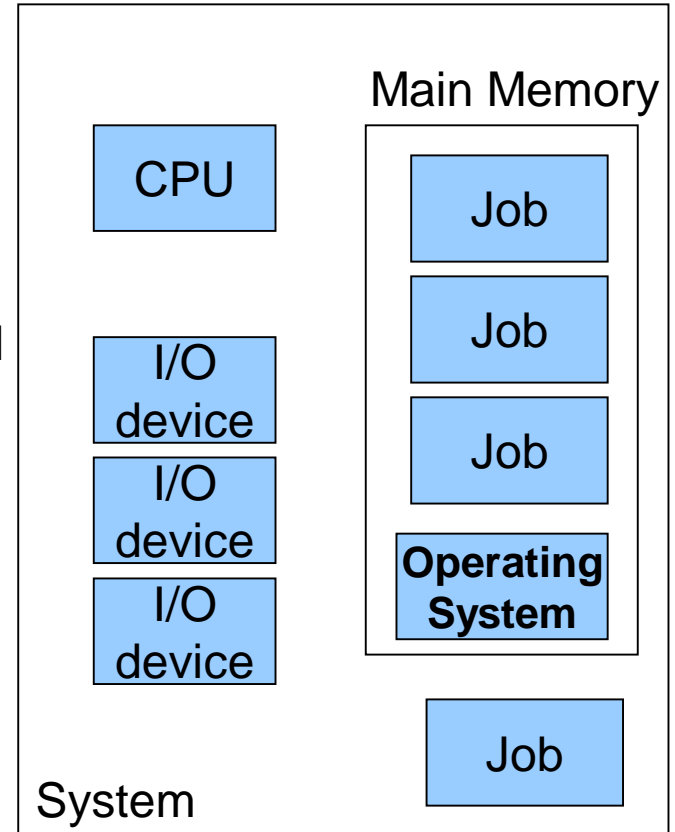 Main Memory
CPU
Job
Job
I/O
device
Job
I/O
device
Operating
System
I/O
device
Job
System